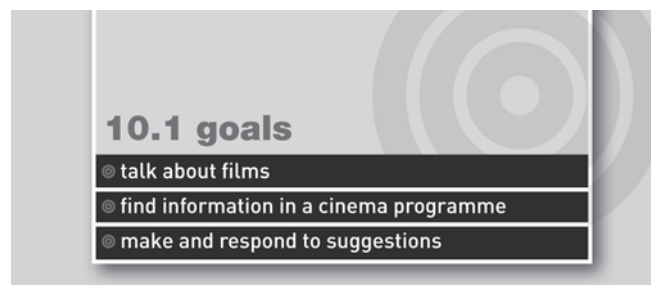 10.1 goals
talk about films
find information in a cinema programme
make and respond to suggestions